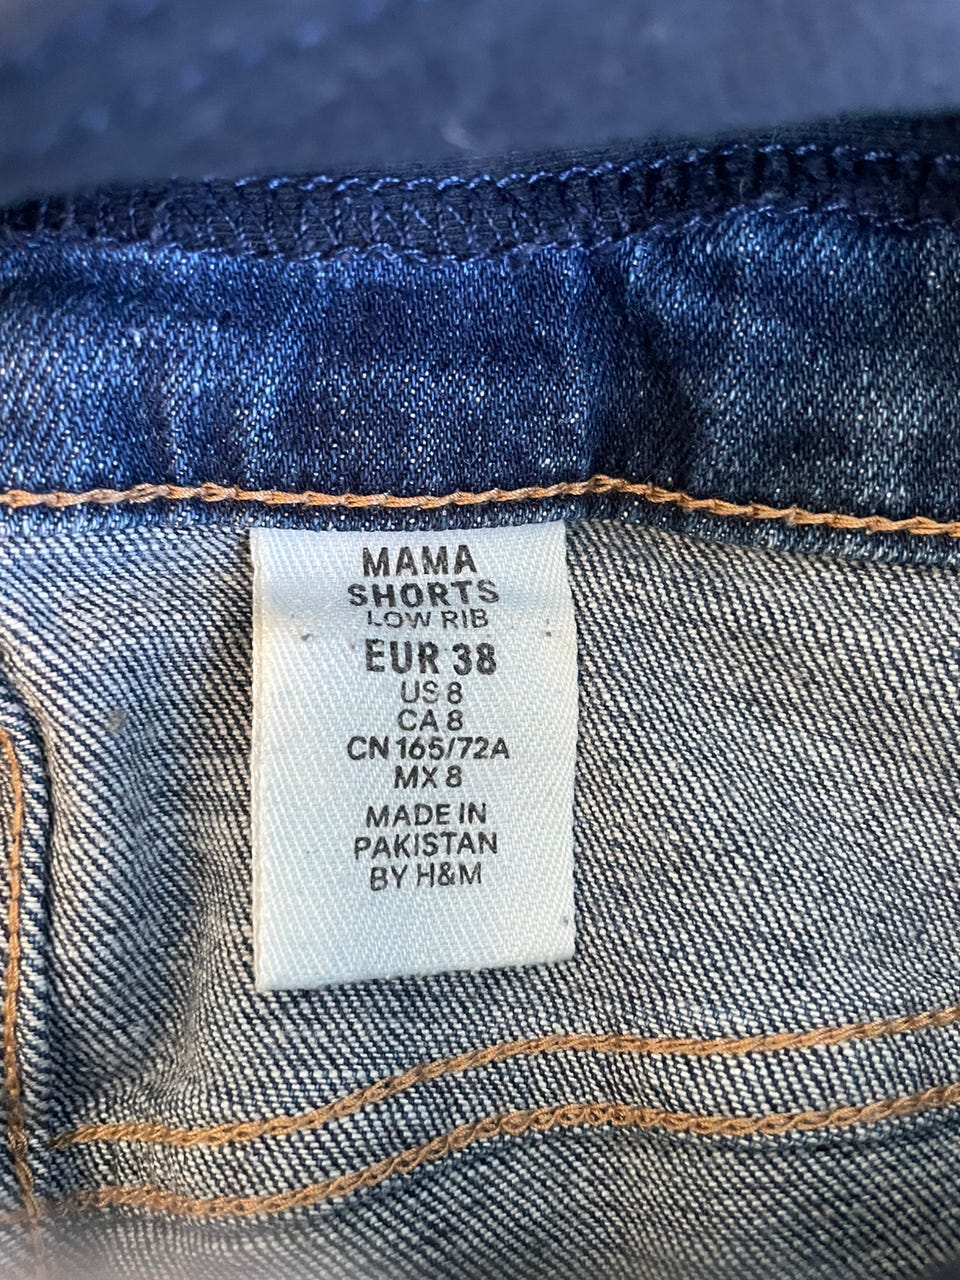 MAMA
SHORTS
LOW RIB
EUR 38
US 8
CA 8
CN 165/72A
MX 8
MADE IN
PAKISTAN
BY H&M